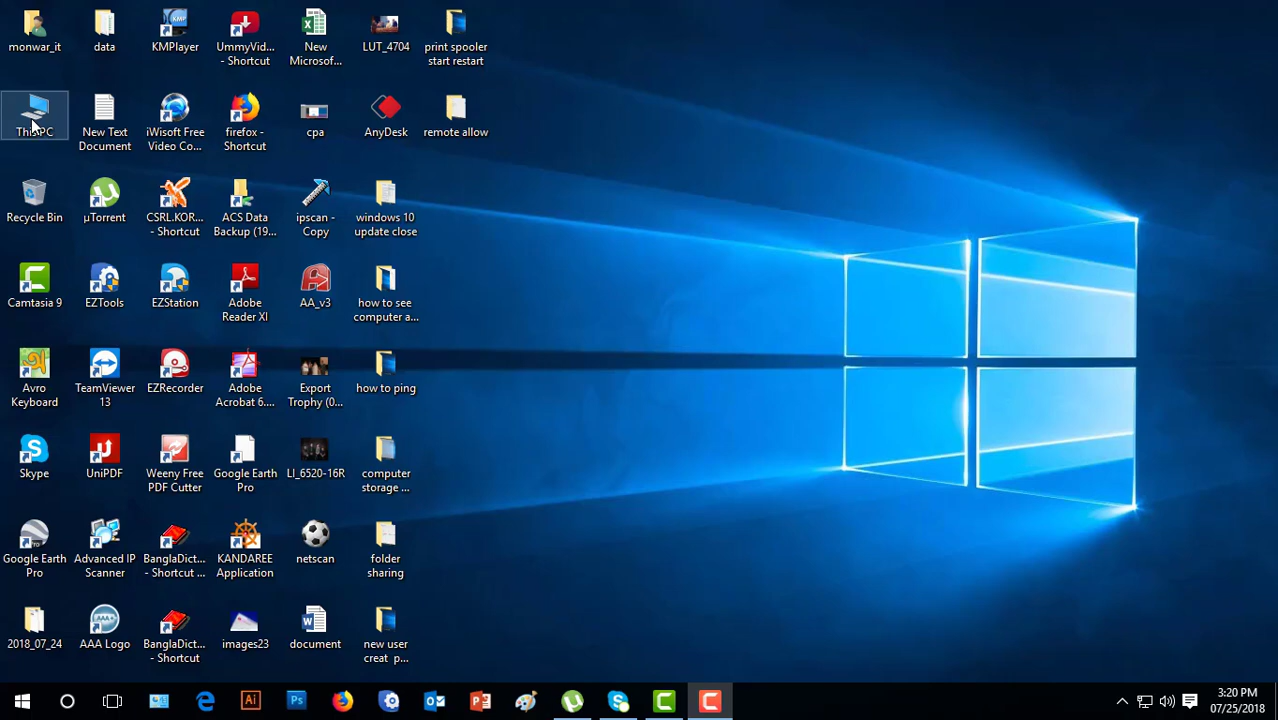 monwar_it
data
KMPlayer
UmmyVid...
- Shortcut
New
Microsof...
LUT_4704
print spooler
start restart
This PC
New Text
Document
iWisoft Free
Video Co...
firefox -
Shortcut
cpa
AnyDesk
remote allow
Recycle Bin
µTorrent
CSRL.KOR...
- Shortcut
ACS Data
Backup (19...
ipscan -
Copy
windows 10
update close
Camtasia 9
EZTools
EZStation
Adobe
Reader XI
AA_v3
how to see
computer a...
Avro
Keyboard
TeamViewer
13
EZRecorder
Adobe
Acrobat 6....
Export
Trophy (0...
how to ping
Skype
UniPDF
Weeny Free
PDF Cutter
Google Earth
Pro
LI_6520-16R
computer
storage ...
Google Earth
Pro
Advanced IP
Scanner
BanglaDict...
- Shortcut ...
KANDAREE
Application
netscan
folder
sharing
2018_07_24
AAA Logo
BanglaDict...
- Shortcut
images23
document
new user
creat p...
3:20 PM
07/25/2018